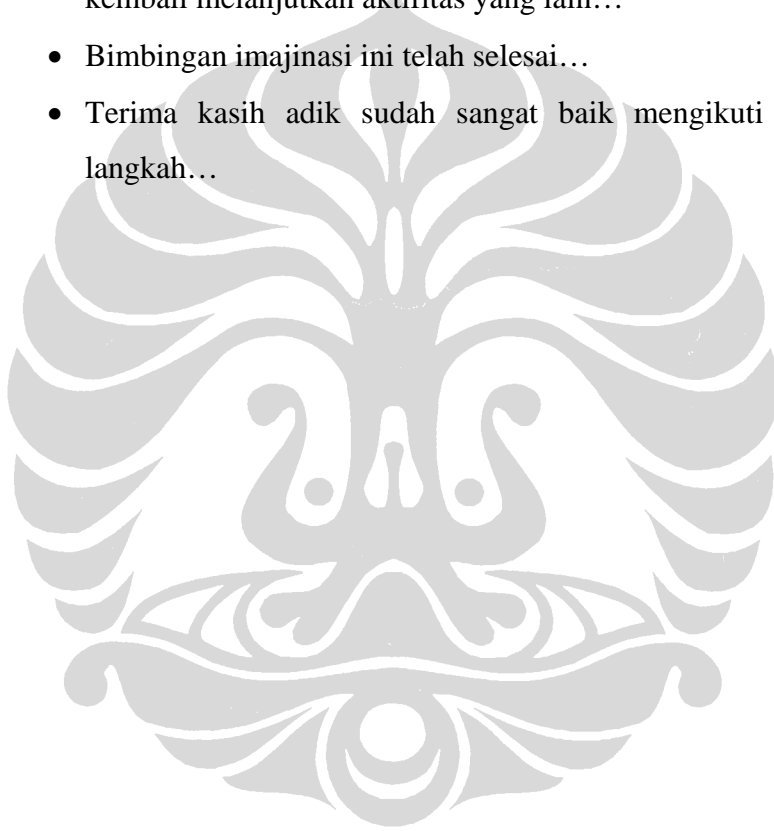 kembali melanjutkan aktifitas yang lain…
• Bimbingan imajinasi ini telah selesai…
• Terima kasih adik sudah sangat baik mengikuti
langkah…